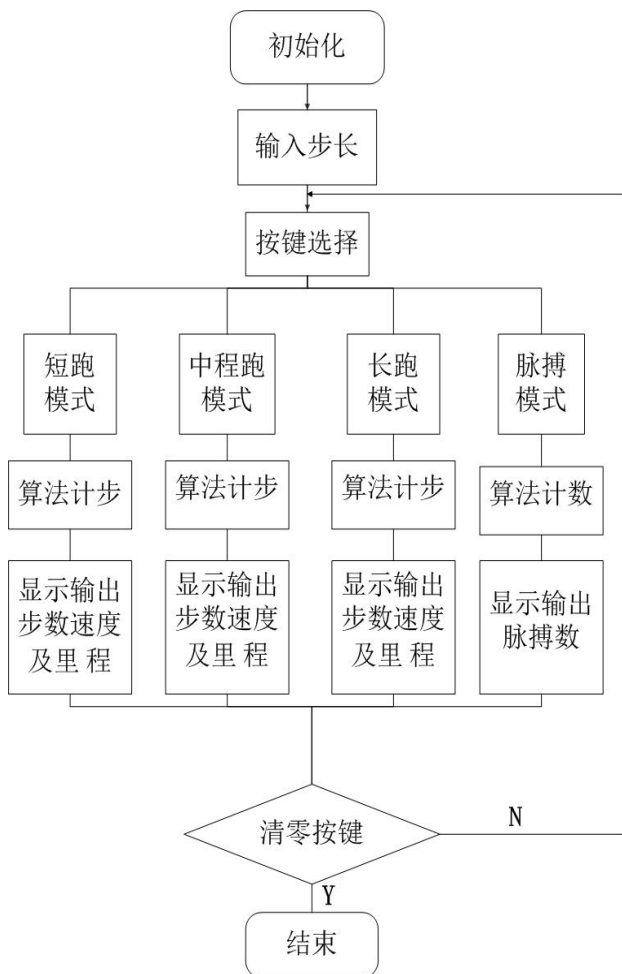 初始化
输入步长
按键选择
短跑
模式
中程跑
模式
长跑
模式
脉搏
模式
算法计步
算法计步
算法计步
算法计数
显示输出
步数速度
及里 程
显示输出
步数速度
及里 程
显示输出
步数速度
及里 程
显示输出
脉搏数
清零按键
N
Y
结束